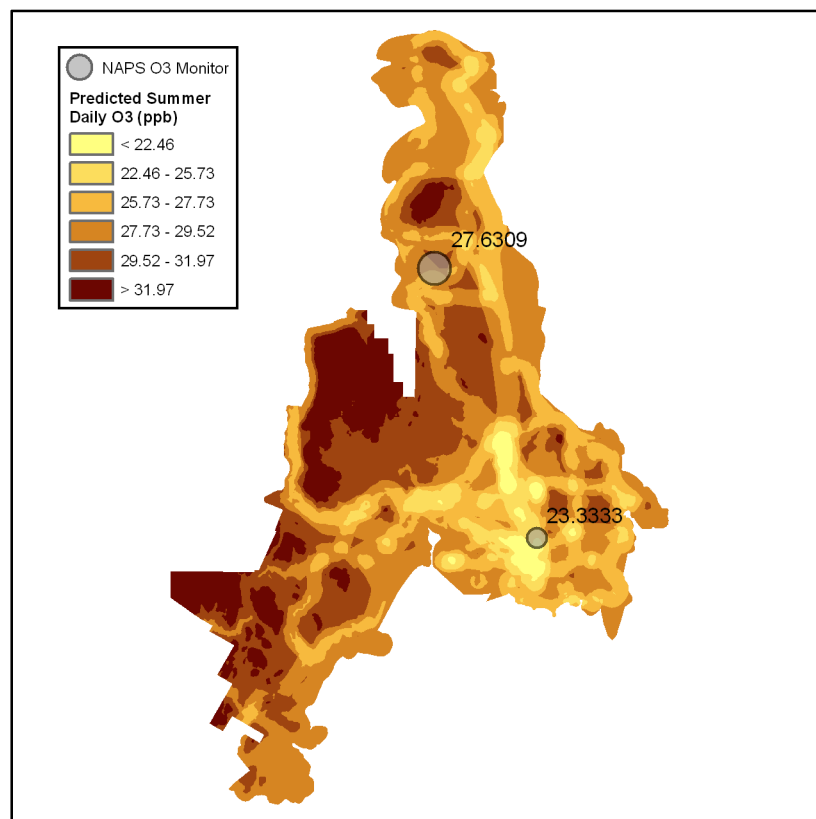 NAPS O3 Monitor
Predicted Summer
Daily O3 (ppb)
< 22.46
22.46 - 25.73
25.73 - 27.73
27.73 - 29.52
29.52 - 31.97
> 31.97
27.6309
23.3333